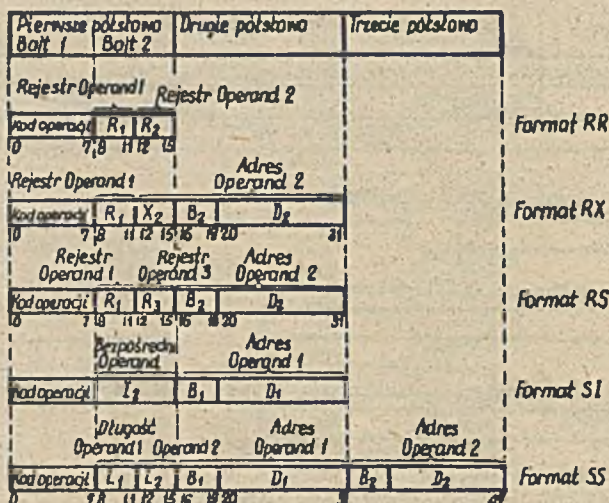 Pierwsze półsłowo Drugie półsłowo Trzecie półsłowo
Bajt 1 Bajt 2
Rejestr Operand 1 Rejestr Operand 2
Kod operacji R1 R2 Format RR
0 7 8 11 12 15
Rejestr Operand 1 Adres Operand 2
Kod operacji R1 X2 B2 D2 Format RX
0 7 8 11 12 15 16 19 20 31
Rejestr Rejestr Adres
Operand 1 Operand 3 Operand 2
Kod operacji R1 R3 B2 D2 Format RS
0 7 8 11 12 15 16 19 20 31
Bezpośredni Adres
Operand Operand 1
Kod operacji I2 B1 D1 Format SI
Długość Adres Adres
Operand 1 Operand 2 Operand 1 Operand 2
Kod operacji L1 L2 B1 D1 B2 D2 Format SS
0 7 8 11 12 15 16 19 20